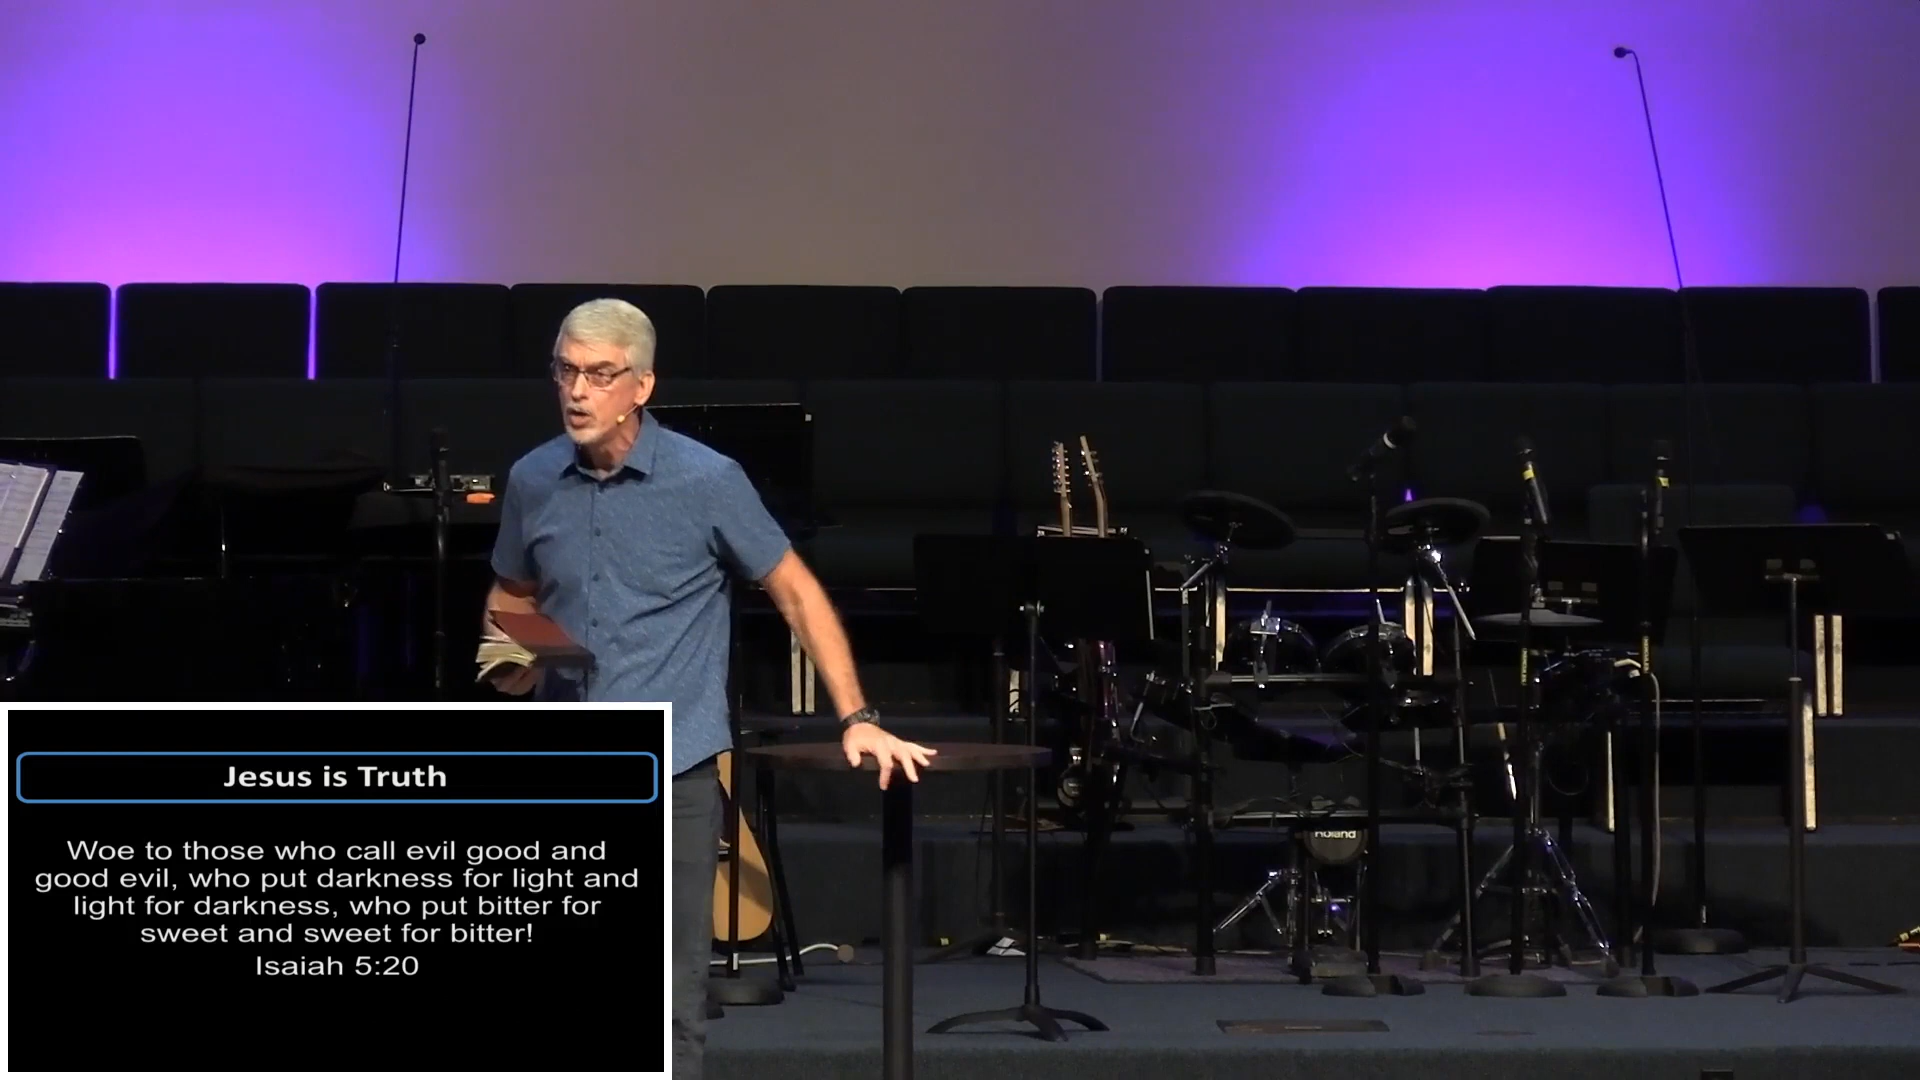 Roland
Jesus is Truth
Woe to those who call evil good and
good evil, who put darkness for light and
light for darkness, who put bitter for
sweet and sweet for bitter!
Isaiah 5:20